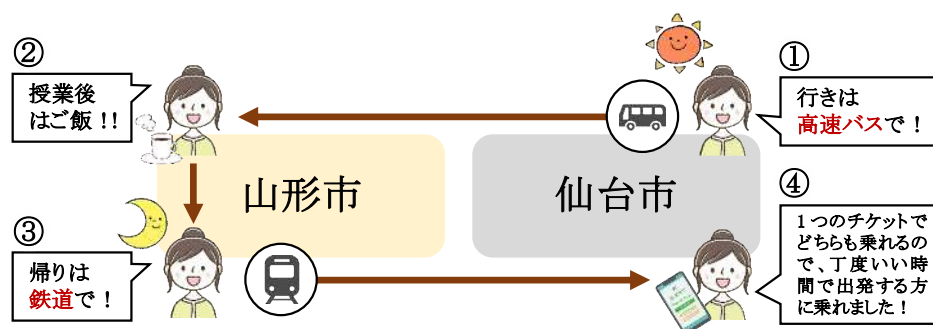 ①
行きは
高速バスで！
②
授業後
はご飯！！
山形市
仙台市
③
帰りは
鉄道で！
④
１つのチケットで
どちらも乗れるの
で、丁度いい時
間で出発する方
に乗れました！